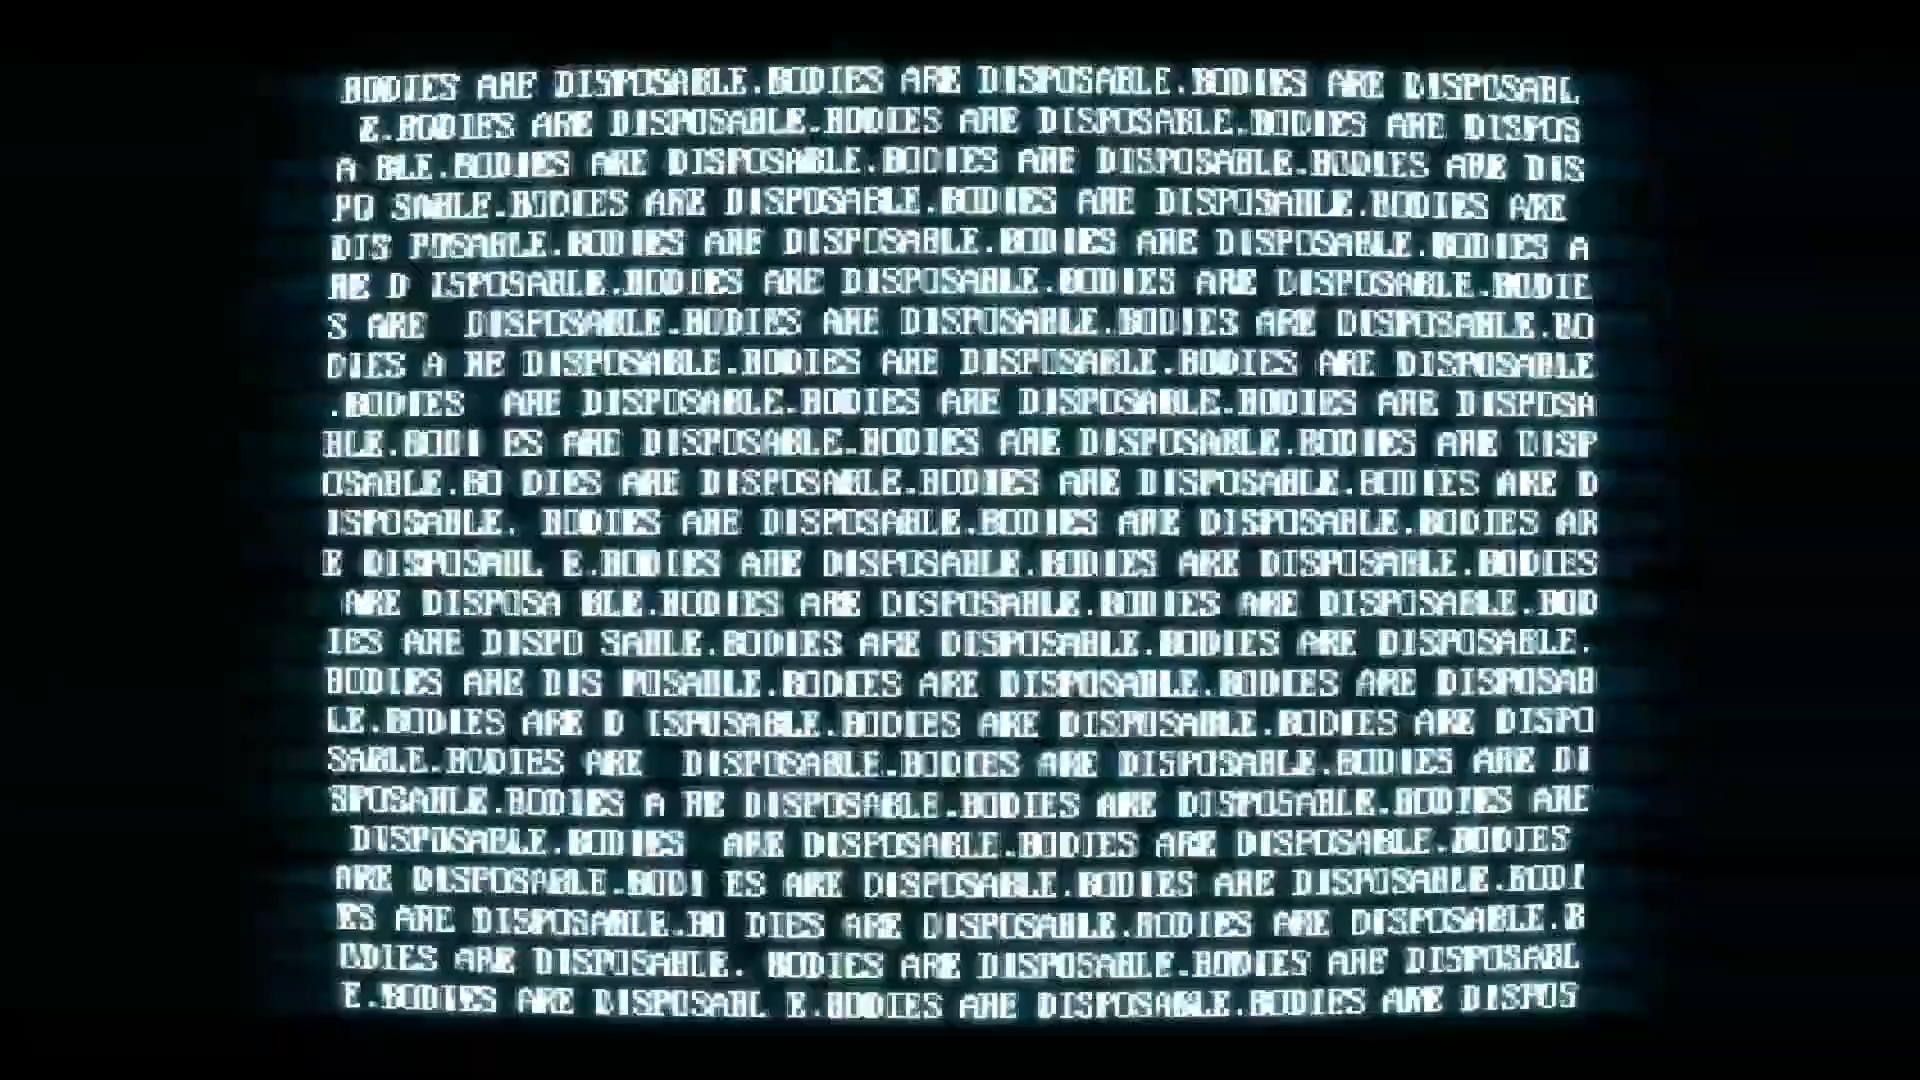 BODIES ARE DISPOSABLE.BODIES ARE DISPOSABLE.BODIES ARE DISPOSABL
E.BODIES ARE DISPOSABLE.BODIES ARE DISPOSABLE.BODIES ARE DISPOS
A BLE.BODIES ARE DISPOSABLE.BODIES ARE DISPOSABLE.BODIES ARE DIS
PO SABLE.BODIES ARE DISPOSABLE.BODIES ARE DISPOSABLE.BODIES ARE
DIS POSABLE.BODIES ARE DISPOSABLE.BODIES ARE DISPOSABLE.BODIES A
RE D ISPOSABLE.BODIES ARE DISPOSABLE.BODIES ARE DISPOSABLE.BODIE
S ARE  DISPOSABLE.BODIES ARE DISPOSABLE.BODIES ARE DISPOSABLE.BO
DIES A RE DISPOSABLE.BODIES ARE DISPOSABLE.BODIES ARE DISPOSABLE
.BODIES  ARE DISPOSABLE.BODIES ARE DISPOSABLE.BODIES ARE DISPOSA
BLE.BODI ES ARE DISPOSABLE.BODIES ARE DISPOSABLE.BODIES ARE DISP
OSABLE.BO DIES ARE DISPOSABLE.BODIES ARE DISPOSABLE.BODIES ARE D
ISPOSABLE. BODIES ARE DISPOSABLE.BODIES ARE DISPOSABLE.BODIES AR
E DISPOSABL E.BODIES ARE DISPOSABLE.BODIES ARE DISPOSABLE.BODIES
ARE DISPOSA BLE.BODIES ARE DISPOSABLE.BODIES ARE DISPOSABLE.BOD
IES ARE DISPO SABLE.BODIES ARE DISPOSABLE.BODIES ARE DISPOSABLE.
BODIES ARE DIS POSABLE.BODIES ARE DISPOSABLE.BODIES ARE DISPOSAB
LE.BODIES ARE D ISPOSABLE.BODIES ARE DISPOSABLE.BODIES ARE DISPO
SABLE.BODIES ARE  DISPOSABLE.BODIES ARE DISPOSABLE.BODIES ARE DI
SPOSABLE.BODIES A RE DISPOSABLE.BODIES ARE DISPOSABLE.BODIES ARE
DISPOSABLE.BODIES  ARE DISPOSABLE.BODIES ARE DISPOSABLE.BODIES
ARE DISPOSABLE.BODI ES ARE DISPOSABLE.BODIES ARE DISPOSABLE.BODI
ES ARE DISPOSABLE.BO DIES ARE DISPOSABLE.BODIES ARE DISPOSABLE.B
ODIES ARE DISPOSABLE. BODIES ARE DISPOSABLE.BODIES ARE DISPOSABL
E.BODIES ARE DISPOSABL E.BODIES ARE DISPOSABLE.BODIES ARE DISPOS